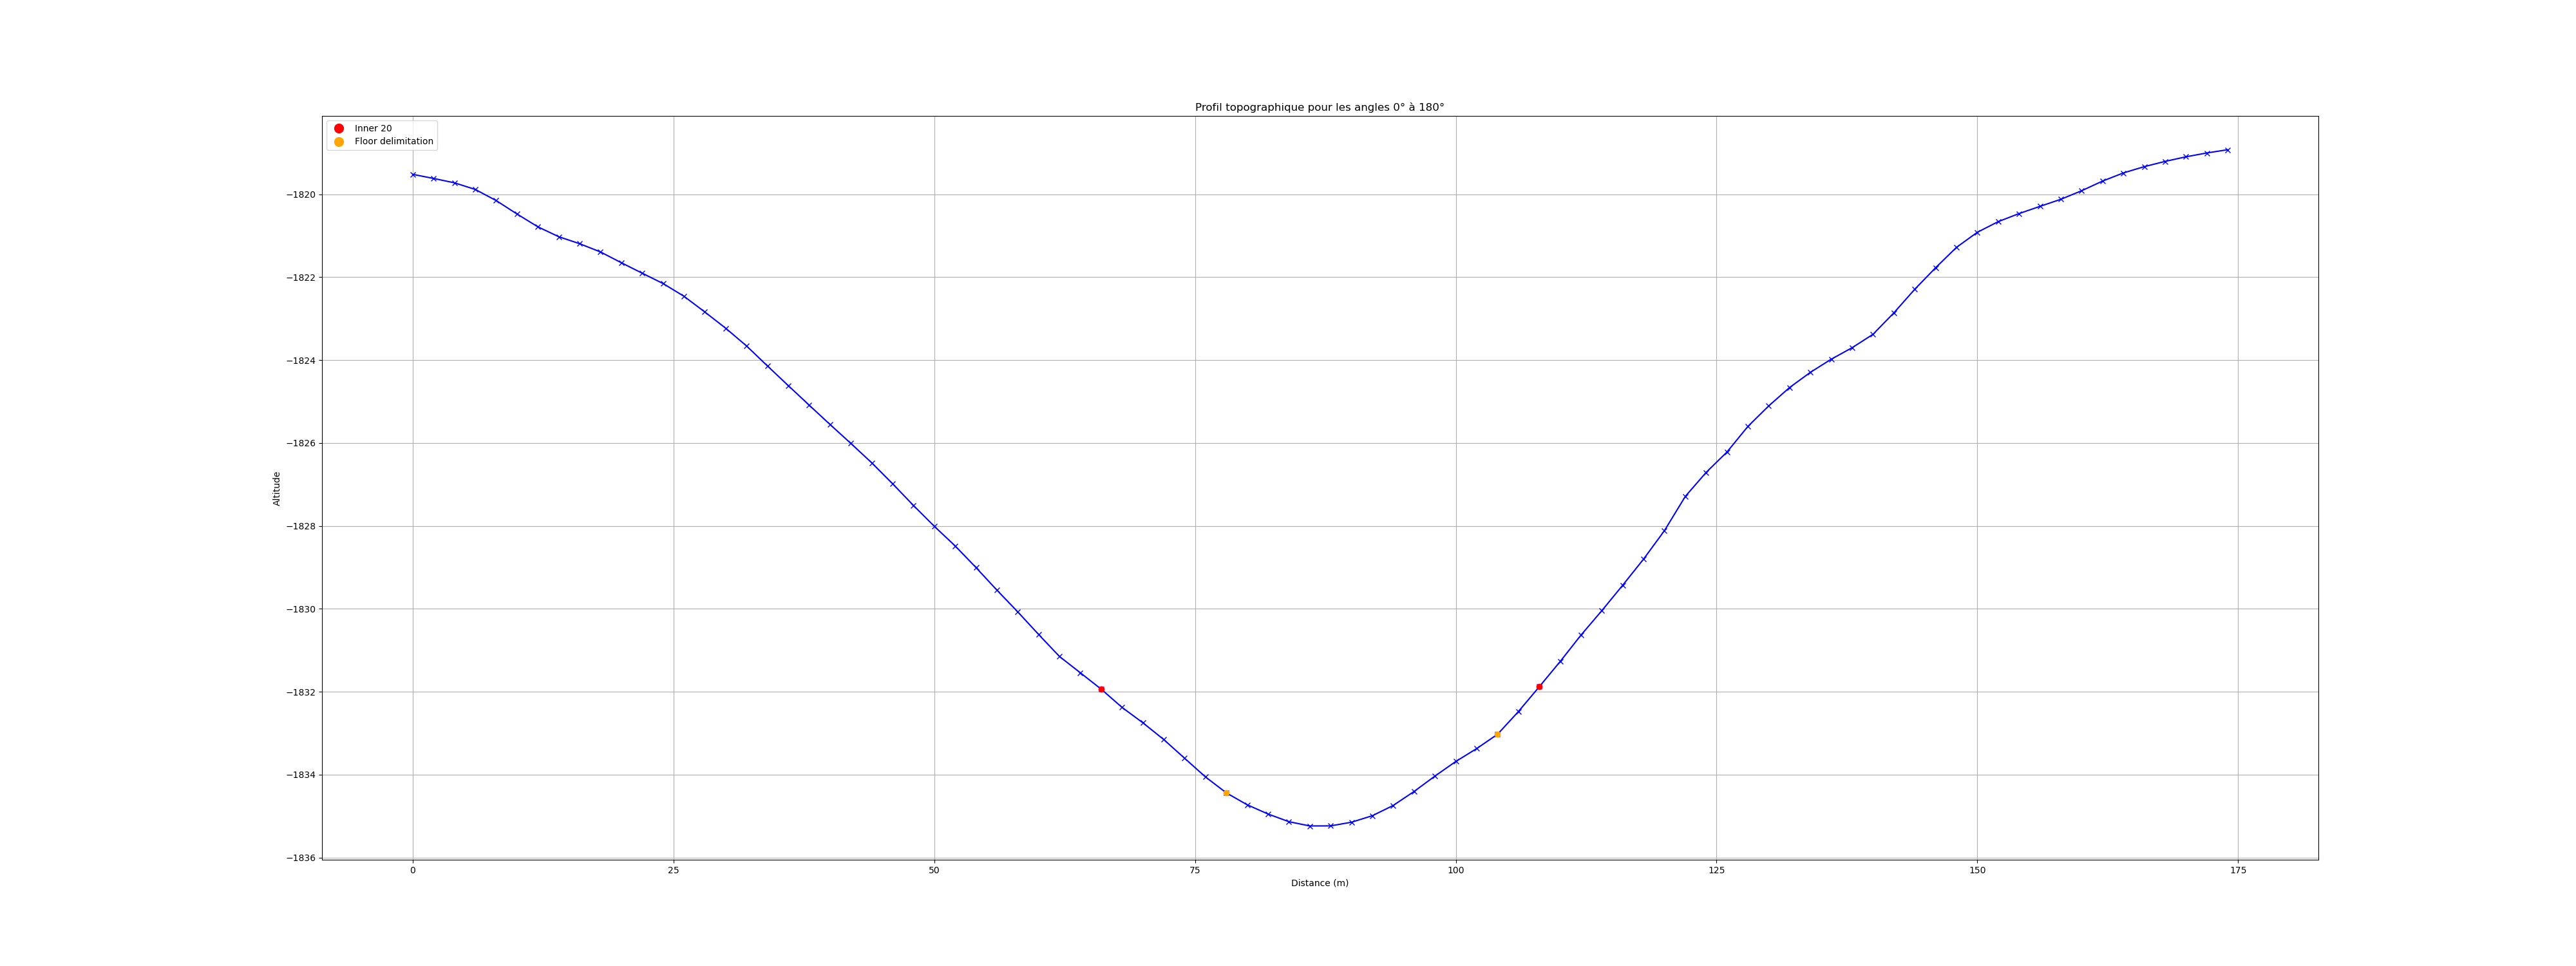 Profil topographique pour les angles 0° à 180°
Inner 20
Floor delimitation
−1820
−1822
−1824
−1826
−1828
−1830
−1832
−1834
−1836
Altitude
0 25 50 75 100 125 150 175
Distance (m)